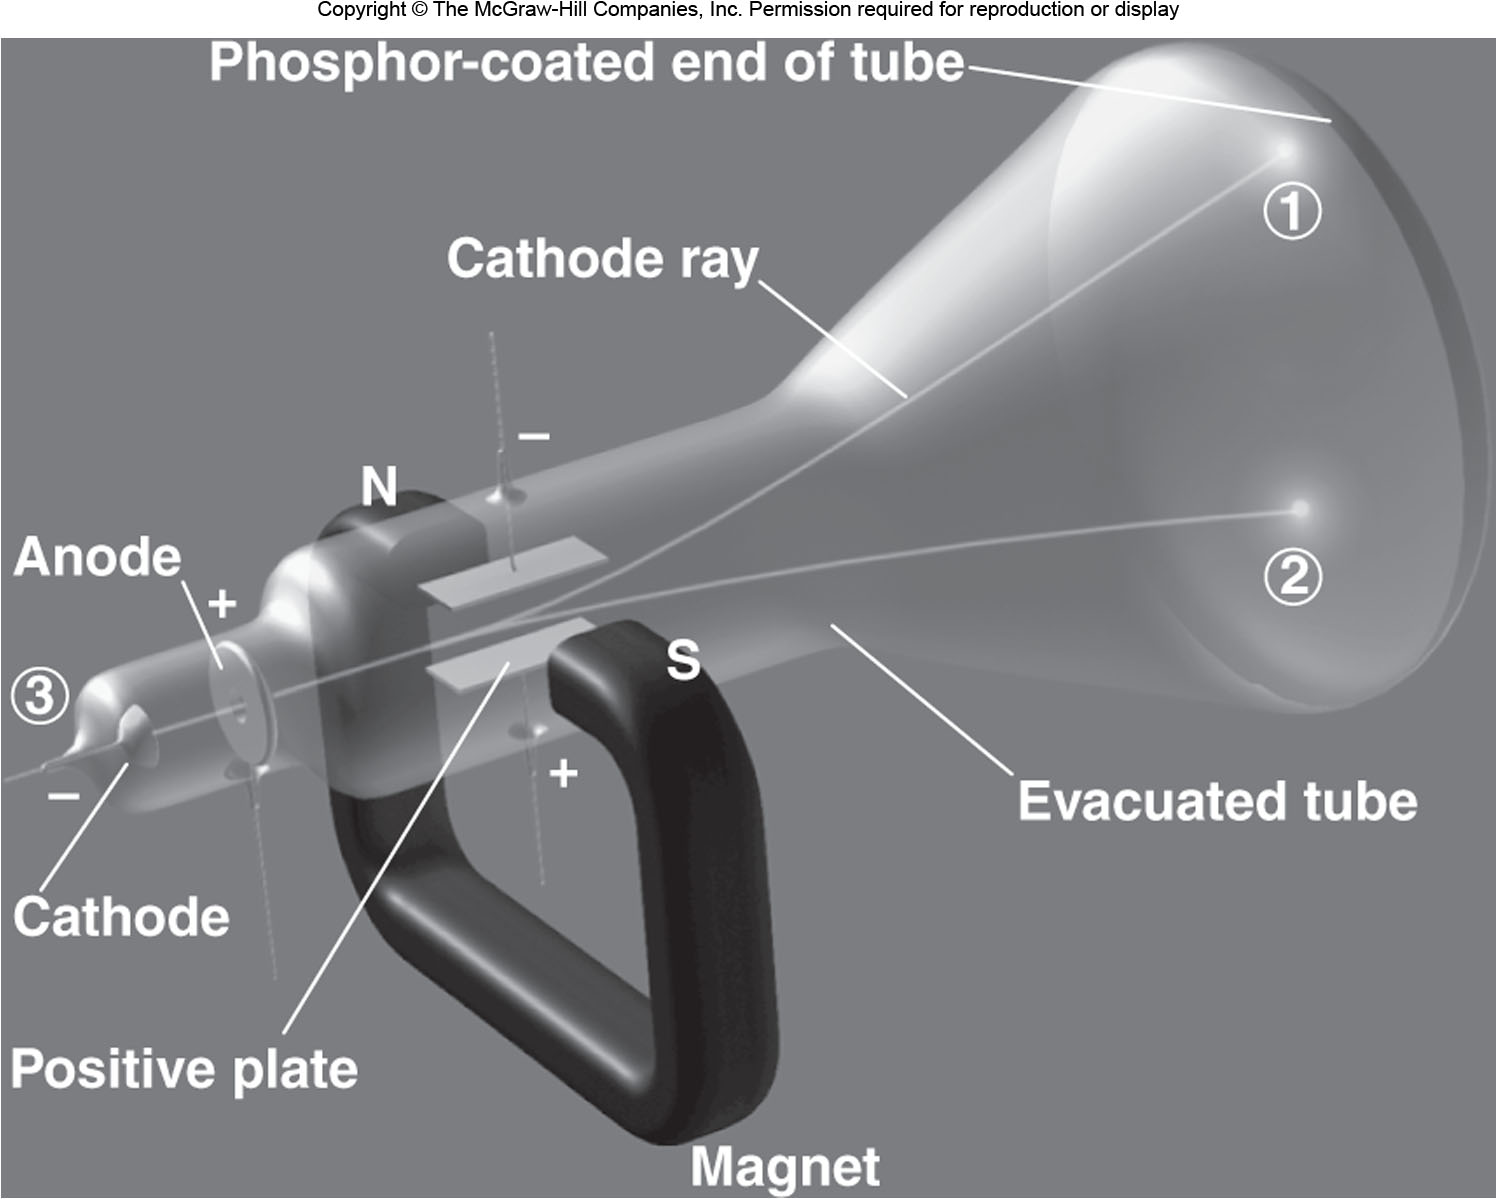 Copyright © The McGraw-Hill Companies, Inc. Permission required for reproduction or display
Phosphor-coated end of tube
①
Cathode ray
–
N
Anode
+
②
S
③
–
+
Evacuated tube
Cathode
Positive plate
Magnet